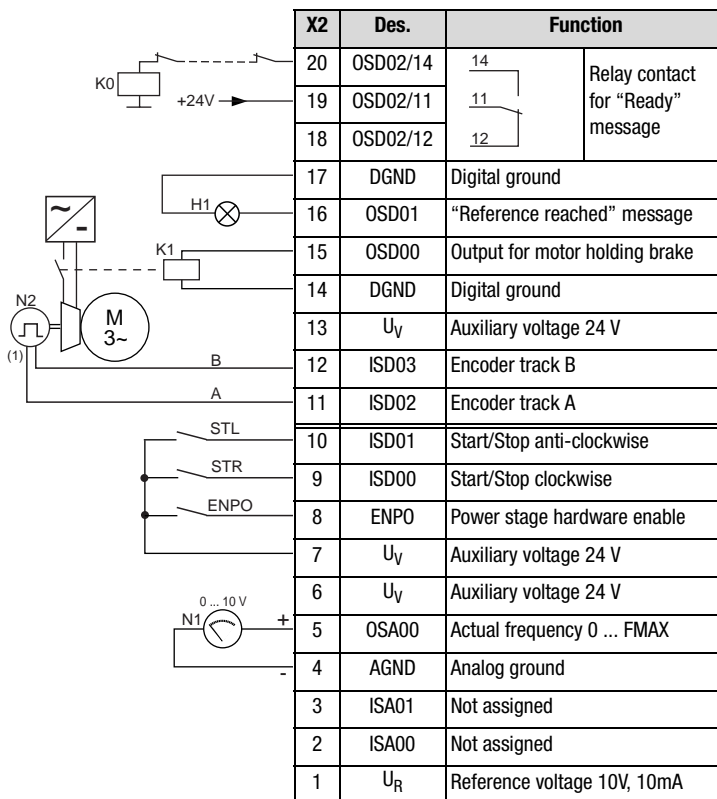 X2 Des. Function
20 OSD02/14 14 Relay contact for “Ready” message
K0
+24V 19 OSD02/11 11
18 OSD02/12 12
17 DGND Digital ground
H1 16 OSD01 “Reference reached” message
~ -
K1 15 OSD00 Output for motor holding brake
14 DGND Digital ground
N2 M 3~ 13 UV Auxiliary voltage 24 V
(1) B 12 ISD03 Encoder track B
A 11 ISD02 Encoder track A
STL 10 ISD01 Start/Stop anti-clockwise
STR 9 ISD00 Start/Stop clockwise
ENPO 8 ENPO Power stage hardware enable
7 UV Auxiliary voltage 24 V
6 UV Auxiliary voltage 24 V
0 ... 10 V
N1 + 5 OSA00 Actual frequency 0 ... FMAX
- 4 AGND Analog ground
3 ISA01 Not assigned
2 ISA00 Not assigned
1 UR Reference voltage 10V, 10mA